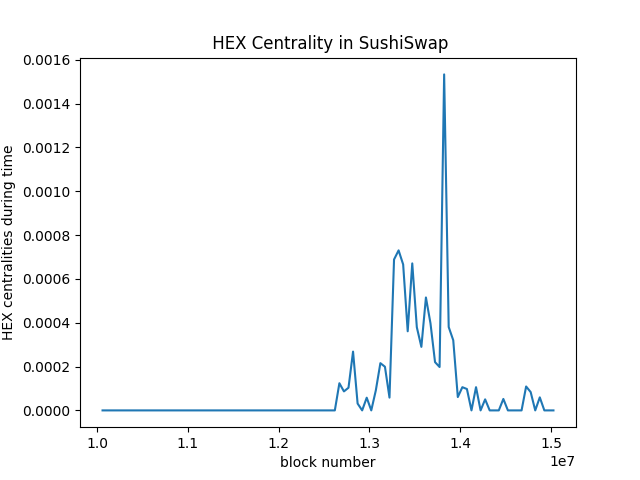 HEX Centrality in SushiSwap
HEX centralities during time
0.0016
0.0014
0.0012
0.0010
0.0008
0.0006
0.0004
0.0002
0.0000
1.0 1.1 1.2 1.3 1.4 1.5
1e7
block number